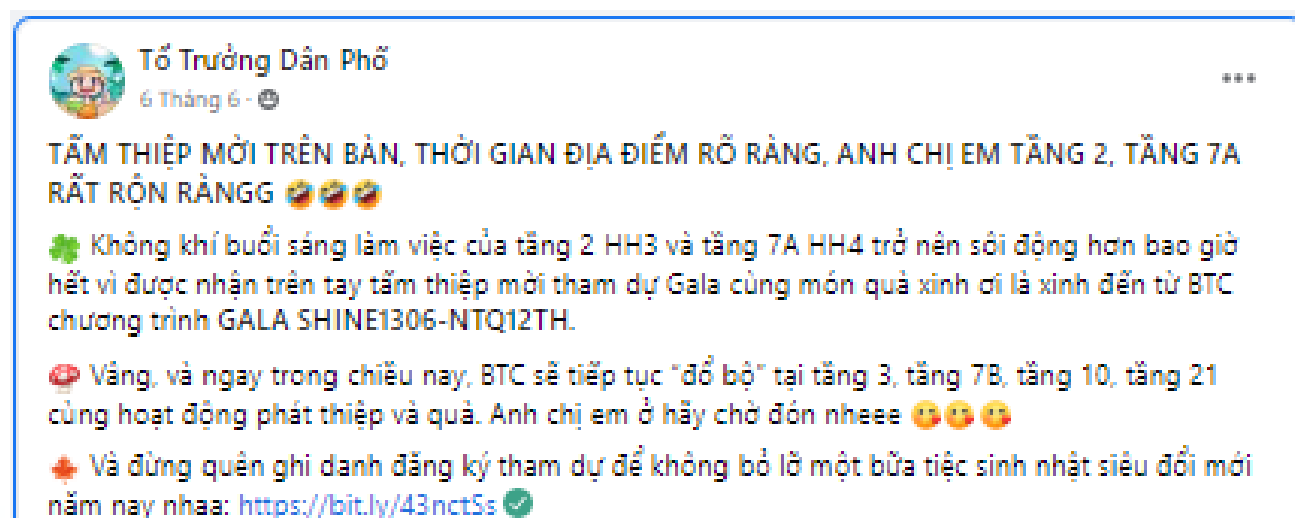 Tổ Trưởng Dân Phố
6 Tháng 6 ·
TẤM THIỆP MỜI TRÊN BÀN, THỜI GIAN ĐỊA ĐIỂM RÕ RÀNG, ANH CHỊ EM TẦNG 2, TẦNG 7A
RẤT RỘN RÀNGG 🤣🤣🤣
🍀 Không khí buổi sáng làm việc của tầng 2 HH3 và tầng 7A HH4 trở nên sôi động hơn bao giờ
hết vì được nhận trên tay tấm thiệp mời tham dự Gala cùng món quà xinh ơi là xinh đến từ BTC
chương trình GALA SHINE1306-NTQ12TH.
🍄 Vâng, và ngay trong chiều nay, BTC sẽ tiếp tục "đổ bộ" tại tầng 3, tầng 7B, tầng 10, tầng 21
cùng hoạt động phát thiệp và quà. Anh chị em ở hãy chờ đón nheee 😋😋😋
🍁 Và đừng quên ghi danh đăng ký tham dự để không bỏ lỡ một bữa tiệc sinh nhật siêu đổi mới
năm nay nhaa: https://bit.ly/43nctSs ✅